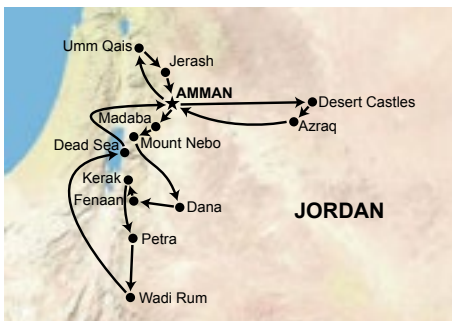 Umm Qais
Jerash
AMMAN
Desert Castles
Madaba
Azraq
Mount Nebo
Dead Sea
Kerak
Fenaan
Dana
JORDAN
Petra
Wadi Rum